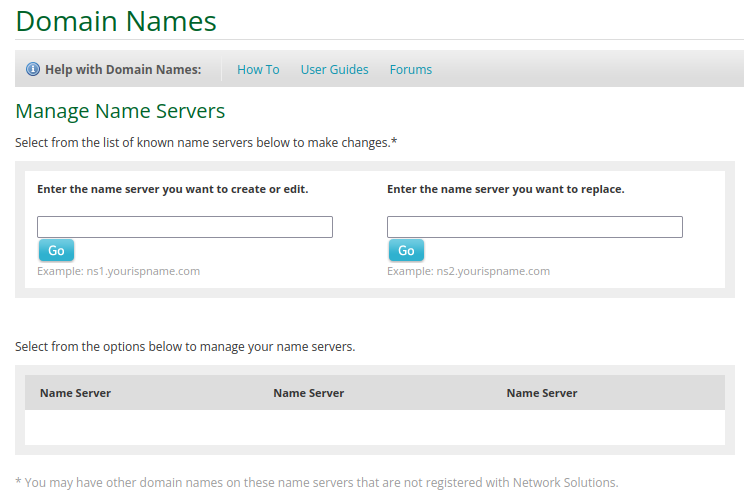 Domain Names
Help with Domain Names: How To User Guides Forums
Manage Name Servers
Select from the list of known name servers below to make changes.*
Enter the name server you want to create or edit.
Go
Example: ns1.yourispname.com
Enter the name server you want to replace.
Go
Example: ns2.yourispname.com
Select from the options below to manage your name servers.
Name Server Name Server Name Server
* You may have other domain names on these name servers that are not registered with Network Solutions.